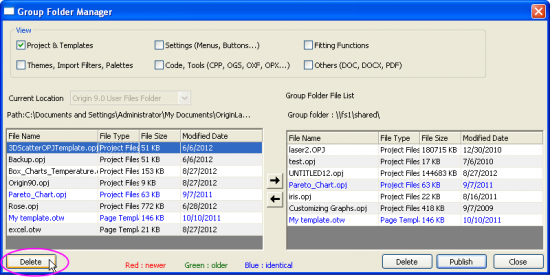 Group Folder Manager
View
Project & Templates Settings (Menus, Buttons...) Fitting Functions
Themes, Import Filters, Palettes Code, Tools (CPP, OGS, OXF, OPX...) Others (DOC, DOCX, PDF)
Current Location Origin 9.0 User Files Folder
Group Folder File List
Path:C:\Documents and Settings\Administrator\My Documents\OriginLa...
Group folder : \\fs1\shared\
File Name File Type File Size Modified Date
3DScatterOPJTemplate.opj Project Files 51 KB 6/6/2012
Backup.opj Project Files 51 KB 6/6/2012
Box_Charts_Temperature.o Project Files 153 KB 8/27/2012
Origin90.opj Project Files 9 KB 8/27/2012
Pareto_Chart.opj Project Files 63 KB 9/7/2011
Rose.opj Project Files 772 KB 6/28/2012
My template.otw Page Templa 146 KB 10/10/2011
excel.otw Page Templa 21 KB 8/27/2012
File Name File Type File Size Modified Date
laser2.OPJ Project Files 180715 KB 12/30/2010
test.opj Project Files 17 KB 7/6/2010
UNTITLED12.opj Project Files 144683 KB 8/27/2012
Pareto_Chart.opj Project Files 63 KB 9/7/2011
iris.opj Project Files 22 KB 8/16/2011
Customizing Graphs.opj Project Files 418 KB 9/7/2009
My template.otw Page Templa 146 KB 10/10/2011
Delete Red : newer Green : older Blue : identical Delete Publish Close